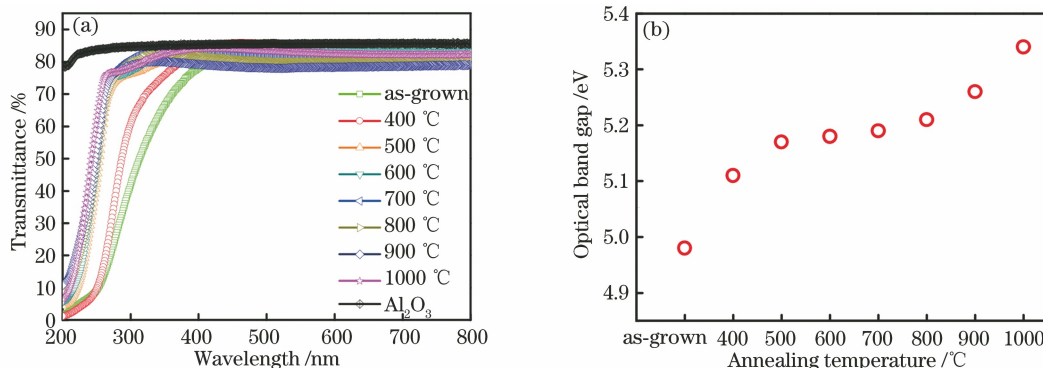 (a)
90
80
70
60
50
40
30
20
10
0
Transmittance /%
as-grown
400 ℃
500 ℃
600 ℃
700 ℃
800 ℃
900 ℃
1000 ℃
Al₂O₃
200 300 400 500 600 700 800
Wavelength /nm
(b)
5.4
5.3
5.2
5.1
5.0
4.9
Optical band gap /eV
as-grown 400 500 600 700 800 900 1000
Annealing temperature /℃